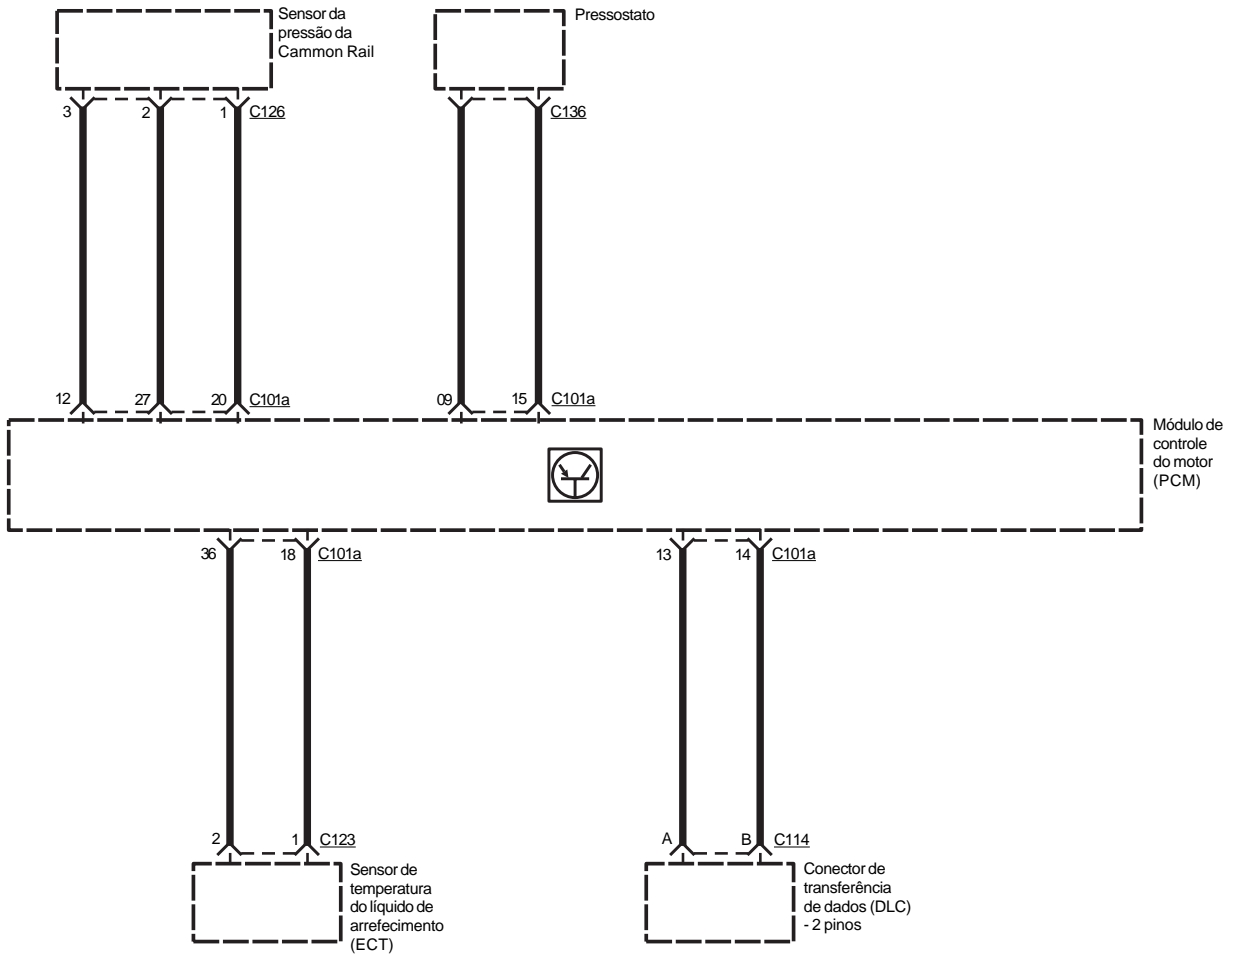 Sensor da
pressão da
Cammon Rail
Pressostato
3 2 1 C126
C136
12 27 20 C101a
09 15 C101a
Módulo de
controle
do motor
(PCM)
36 18 C101a
13 14 C101a
2 1 C123
A B C114
Sensor de
temperatura
do líquido de
arrefecimento
(ECT)
Conector de
transferência
de dados (DLC)
- 2 pinos